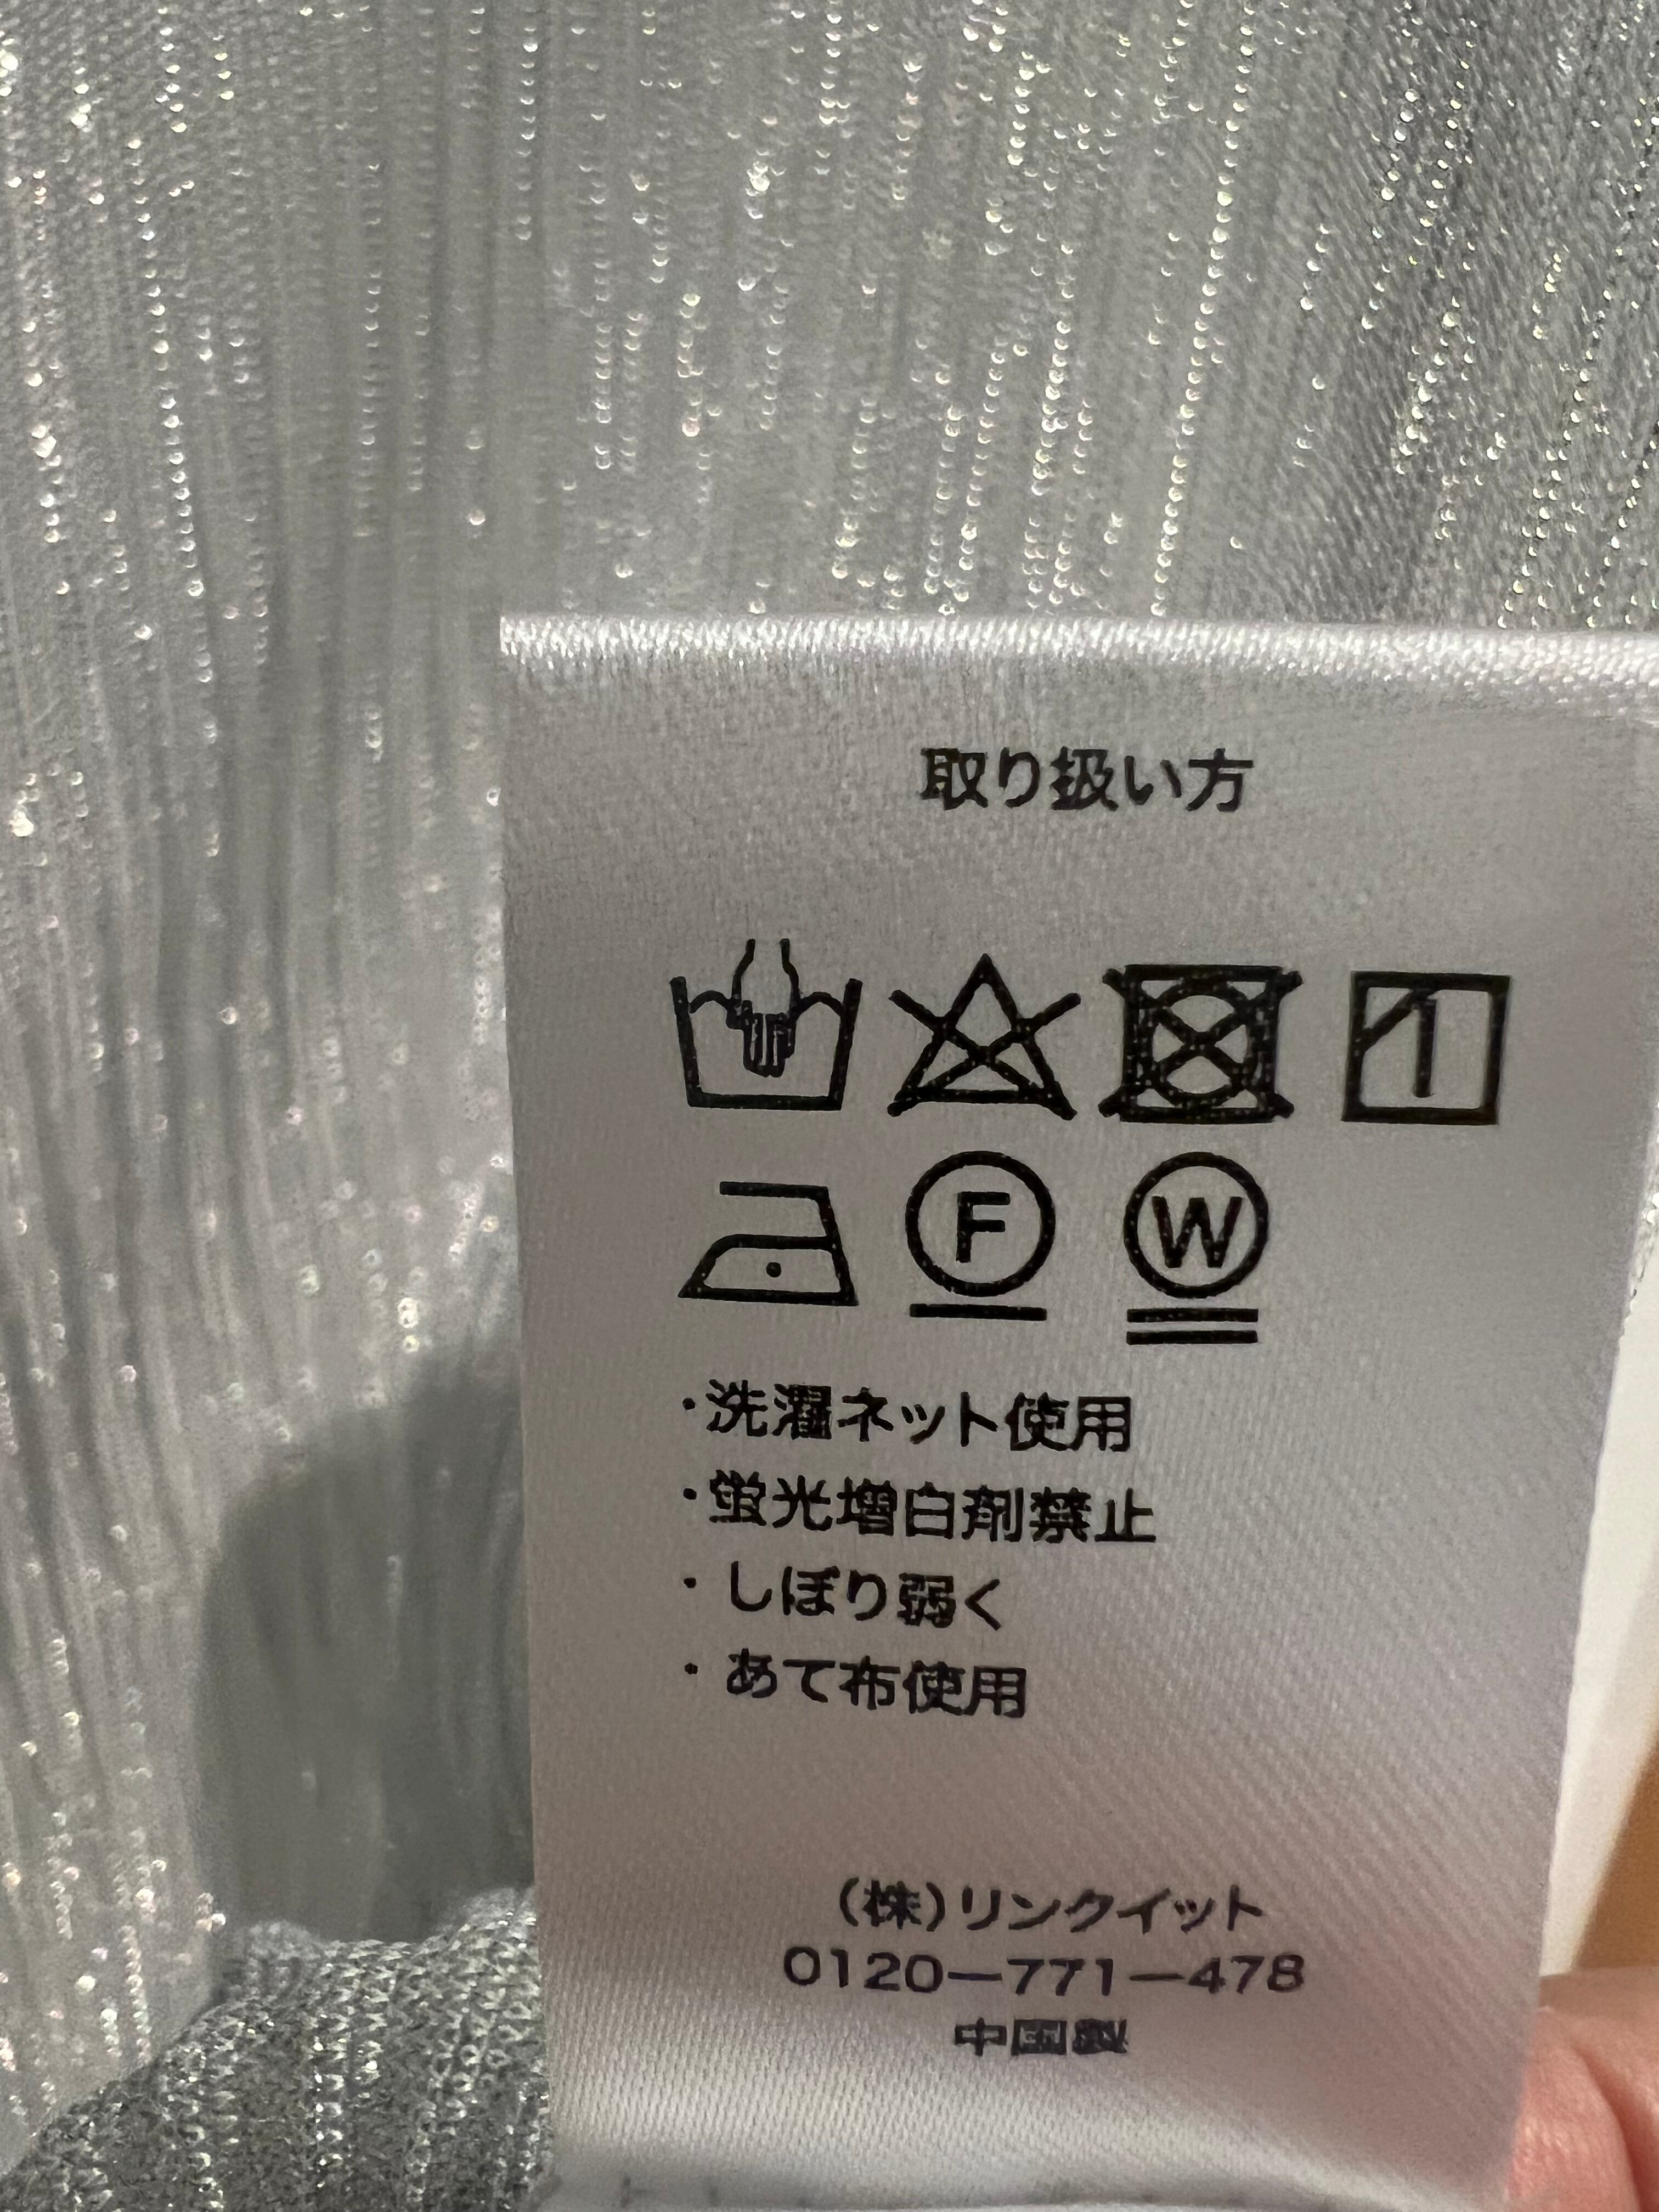 取り扱い方
1
F W
・洗濯ネット使用
・蛍光増白剤禁止
・しぼり弱く
・あて布使用
(株)リンクイット
0120-771-478
中国製